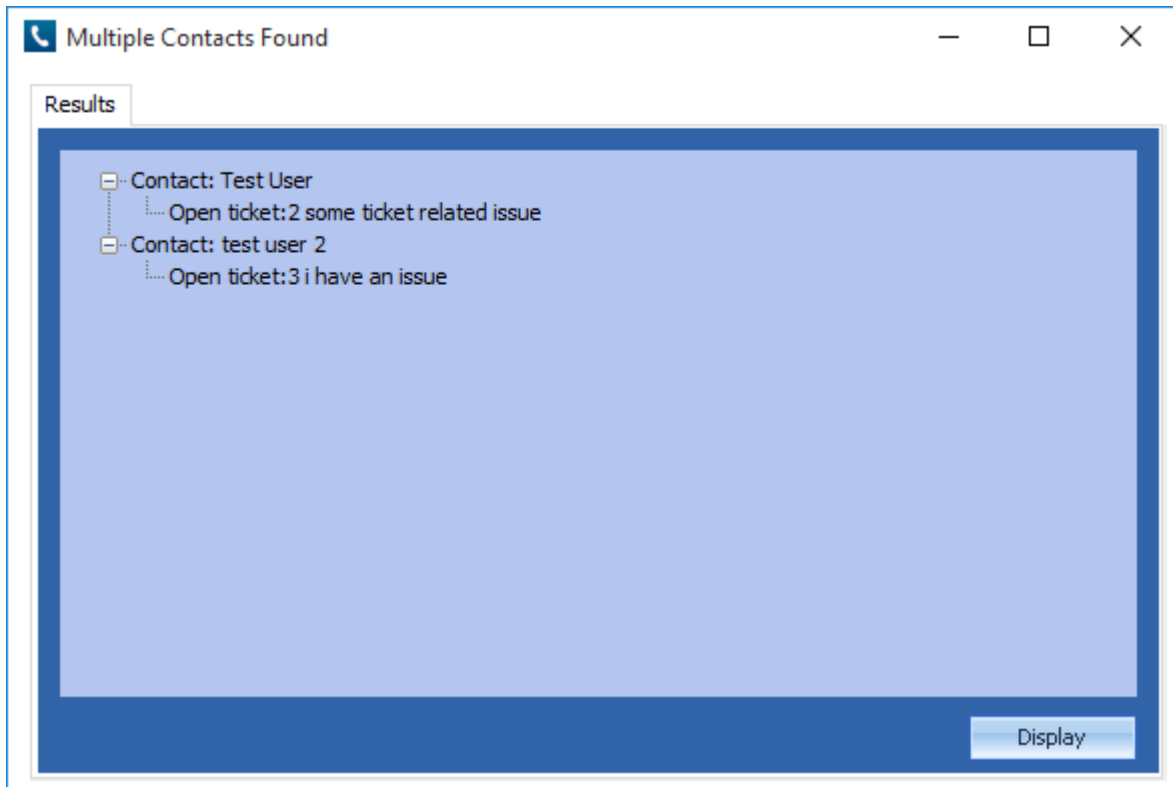 Multiple Contacts Found
Results
Contact: Test User
Open ticket:2 some ticket related issue
Contact: test user 2
Open ticket:3 i have an issue
Display